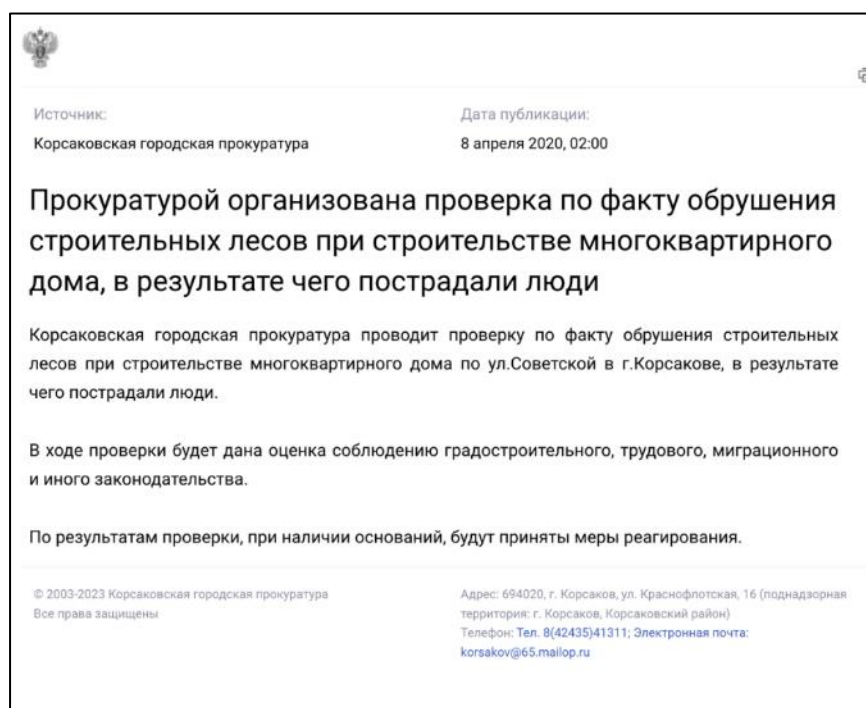 Источник:
Дата публикации:
Корсаковская городская прокуратура
8 апреля 2020, 02:00
Прокуратурой организована проверка по факту обрушения
строительных лесов при строительстве многоквартирного
дома, в результате чего пострадали люди
Корсаковская городская прокуратура проводит проверку по факту обрушения строительных
лесов при строительстве многоквартирного дома по ул.Советской в г.Корсакове, в результате
чего пострадали люди.
В ходе проверки будет дана оценка соблюдению градостроительного, трудового, миграционного
и иного законодательства.
По результатам проверки, при наличии оснований, будут приняты меры реагирования.
© 2003-2023 Корсаковская городская прокуратура
Все права защищены
Адрес: 694020, г. Корсаков, ул. Краснофлотская, 16 (поднадзорная
территория: г. Корсаков, Корсаковский район)
Телефон: Тел. 8(42435)41311; Электронная почта:
korsakov@65.mailop.ru